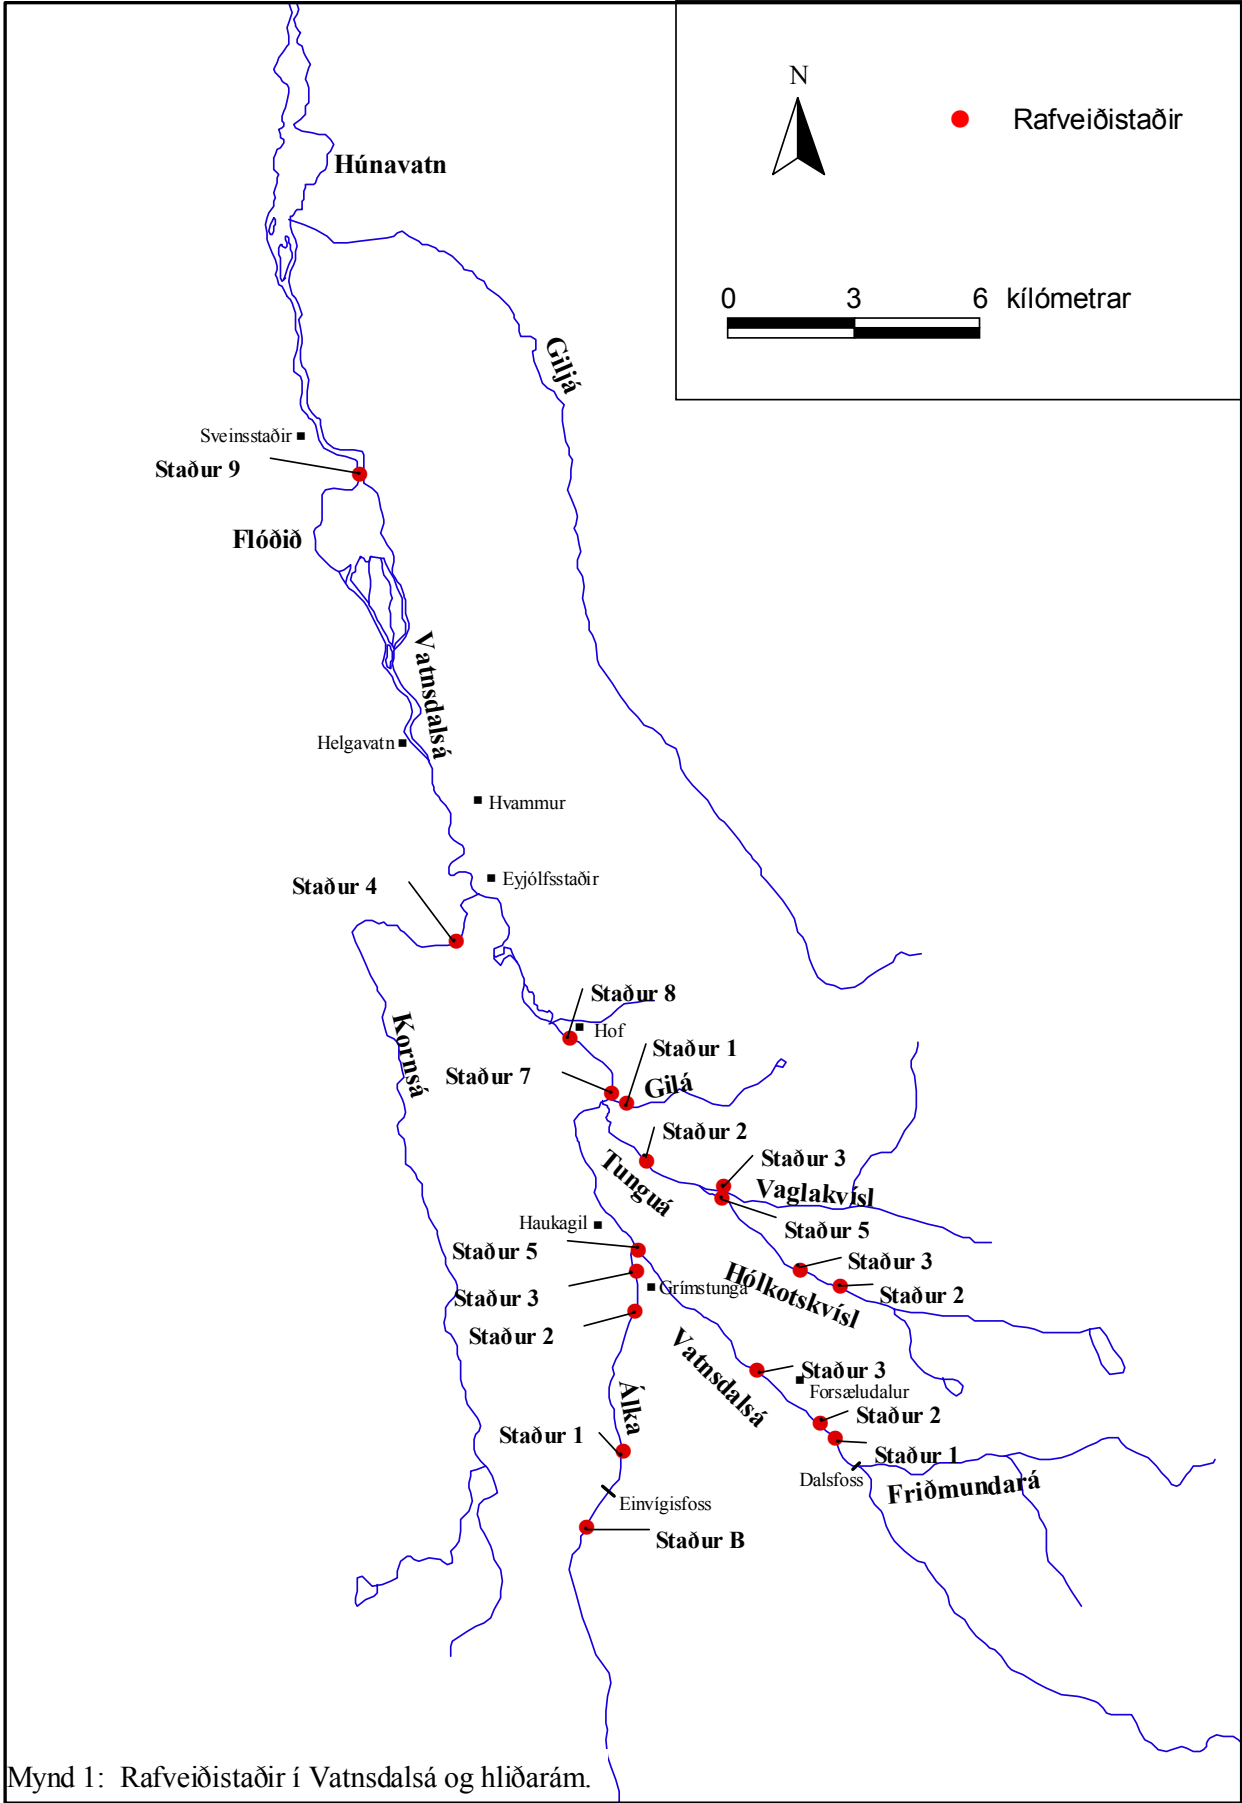 N
Rafveiðistaðir
0 3 6 kílómetrar
Húnavatn
Giljá
Sveinsstaðir
Staður 9
Flóðið
Vatnsdalsá
Helgavatn
Hvammur
Eyjólfsstaðir
Staður 4
Staður 8
Hof
Kornsá
Staður 1
Staður 7
Gilá
Staður 2
Tunguá
Staður 3
Vaglakvísl
Haukagil
Staður 5
Staður 5
Staður 3
Hólkotskvísl
Staður 3
Grímstunga
Staður 2
Staður 2
Vatnsdalsá
Staður 3
Forsæludalur
Álka
Staður 2
Staður 1
Staður 1
Dalsfoss
Friðmundará
Einvígisfoss
Staður B
Mynd 1: Rafveiðistaðir í Vatnsdalsá og hliðarám.